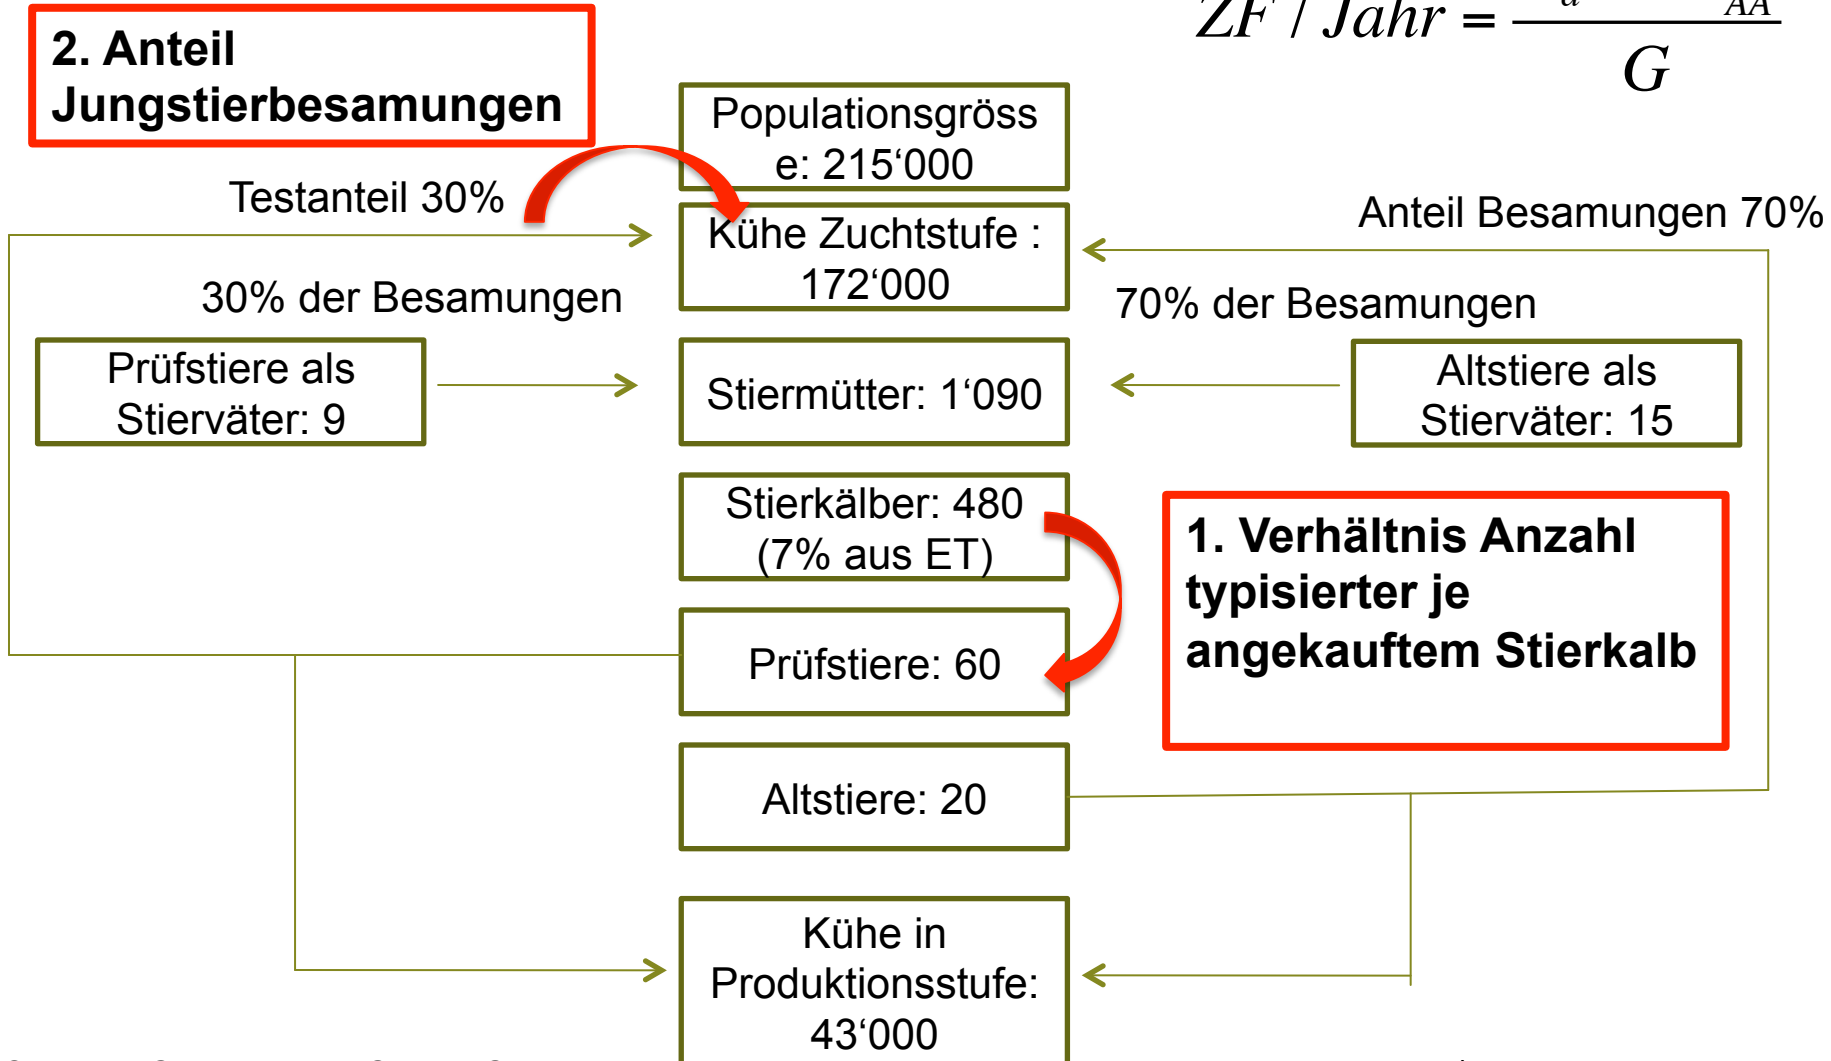 ZF / Jahr =
G
2. Anteil
Jungstierbesamungen
Populationsgröss
e: 215‘000
Testanteil 30%
Kühe Zuchtstufe :
172‘000
Anteil Besamungen 70%
30% der Besamungen
70% der Besamungen
Prüfstiere als
Stierväter: 9
Stiermütter: 1‘090
Altstiere als
Stierväter: 15
Stierkälber: 480
(7% aus ET)
1. Verhältnis Anzahl
typisierter je
angekauftem Stierkalb
Prüfstiere: 60
Altstiere: 20
Kühe in
Produktionsstufe:
43‘000